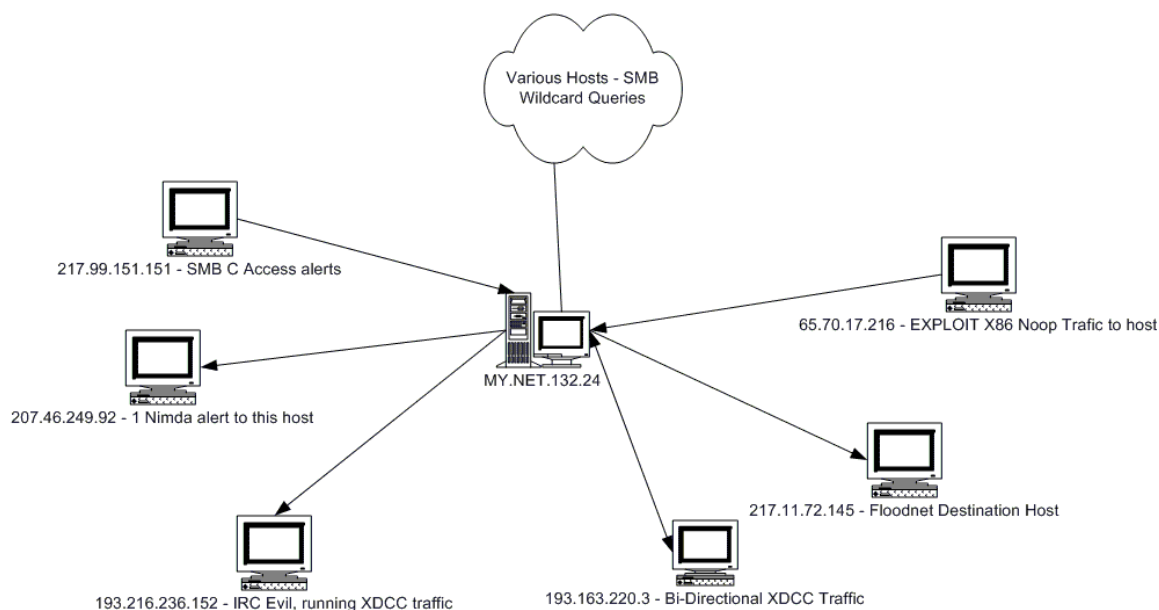 Various Hosts - SMB
Wildcard Queries
217.99.151.151 - SMB C Access alerts
65.70.17.216 - EXPLOIT X86 Noop Trafic to host
MY.NET.132.24
207.46.249.92 - 1 Nimda alert to this host
217.11.72.145 - Floodnet Destination Host
193.216.236.152 - IRC Evil, running XDCC traffic
193.163.220.3 - Bi-Directional XDCC Traffic